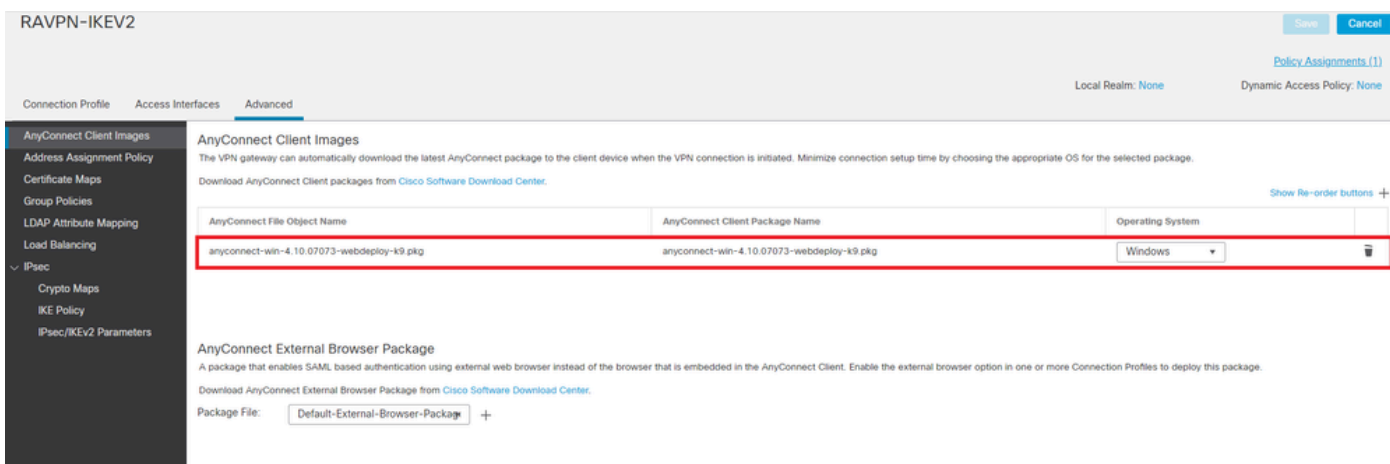 RAVPN-IKEV2
Save Cancel
Policy Assignments (1)
Local Realm: None Dynamic Access Policy: None
Connection Profile Access Interfaces Advanced
AnyConnect Client Images
Address Assignment Policy
Certificate Maps
Group Policies
LDAP Attribute Mapping
Load Balancing
IPsec
Crypto Maps
IKE Policy
IPsec/IKEv2 Parameters
AnyConnect Client Images
The VPN gateway can automatically download the latest AnyConnect package to the client device when the VPN connection is initiated. Minimize connection setup time by choosing the appropriate OS for the selected package.
Download AnyConnect Client packages from Cisco Software Download Center.
Show Re-order buttons +
AnyConnect File Object Name AnyConnect Client Package Name Operating System
anyconnect-win-4.10.07073-webdeploy-k9.pkg anyconnect-win-4.10.07073-webdeploy-k9.pkg Windows
AnyConnect External Browser Package
A package that enables SAML based authentication using external web browser instead of the browser that is embedded in the AnyConnect Client. Enable the external browser option in one or more Connection Profiles to deploy this package.
Download AnyConnect External Browser Package from Cisco Software Download Center.
Package File: Default-External-Browser-Package +